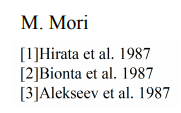 M. Mori
[1]Hirata et al. 1987
[2]Bionta et al. 1987
[3]Alekseev et al. 1987